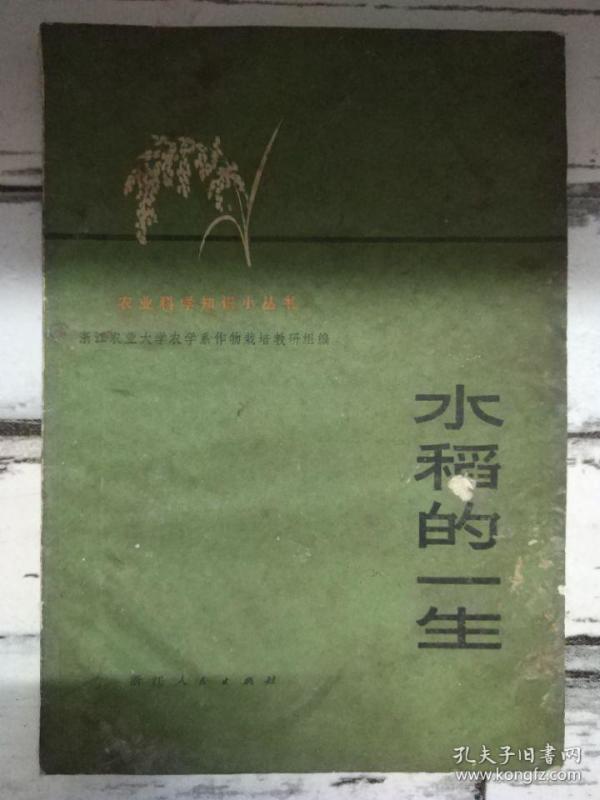 农业科学知识小丛书
浙江农业大学农学系作物栽培教研组编
水稻的一生
浙江人民出版社
孔夫子旧书网
www.kongfz.com